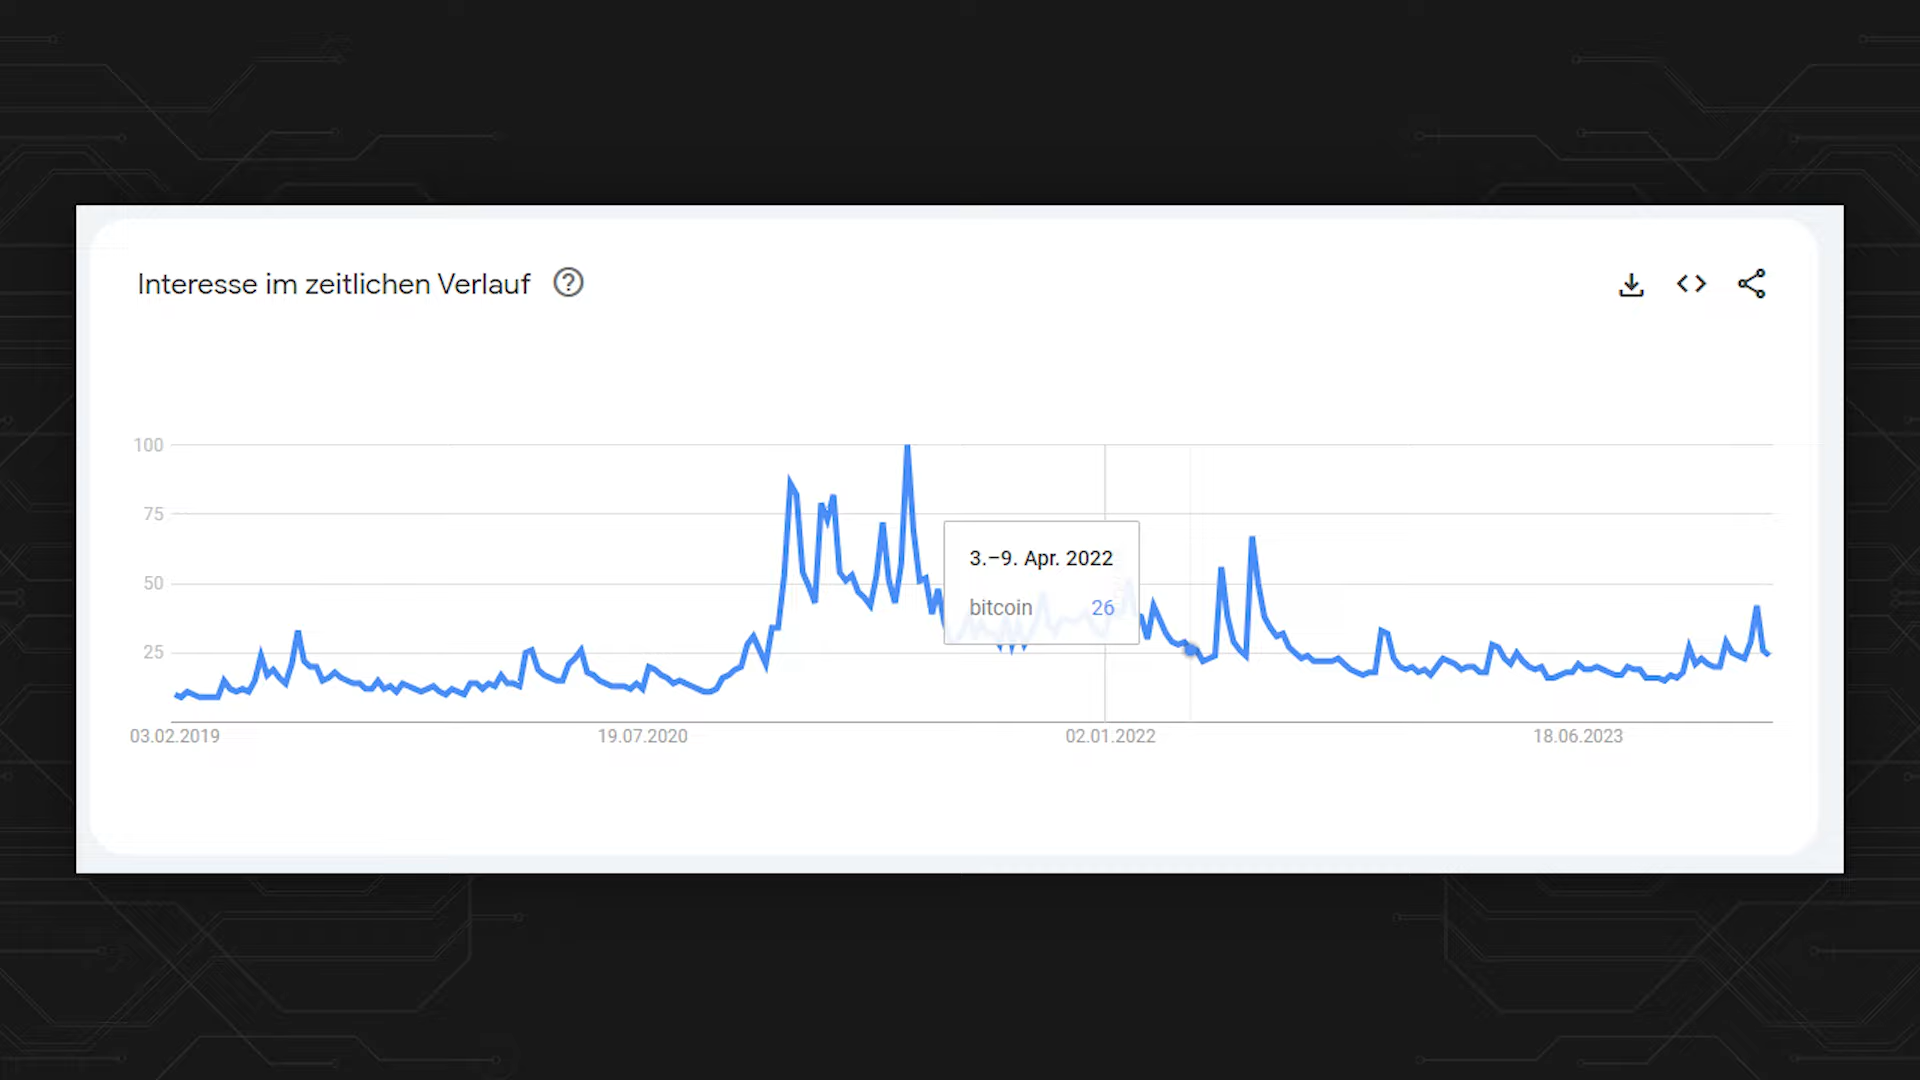 Interesse im zeitlichen Verlauf
100
75
50
25
3.–9. Apr. 2022
bitcoin 26
03.02.2019 19.07.2020 02.01.2022 18.06.2023